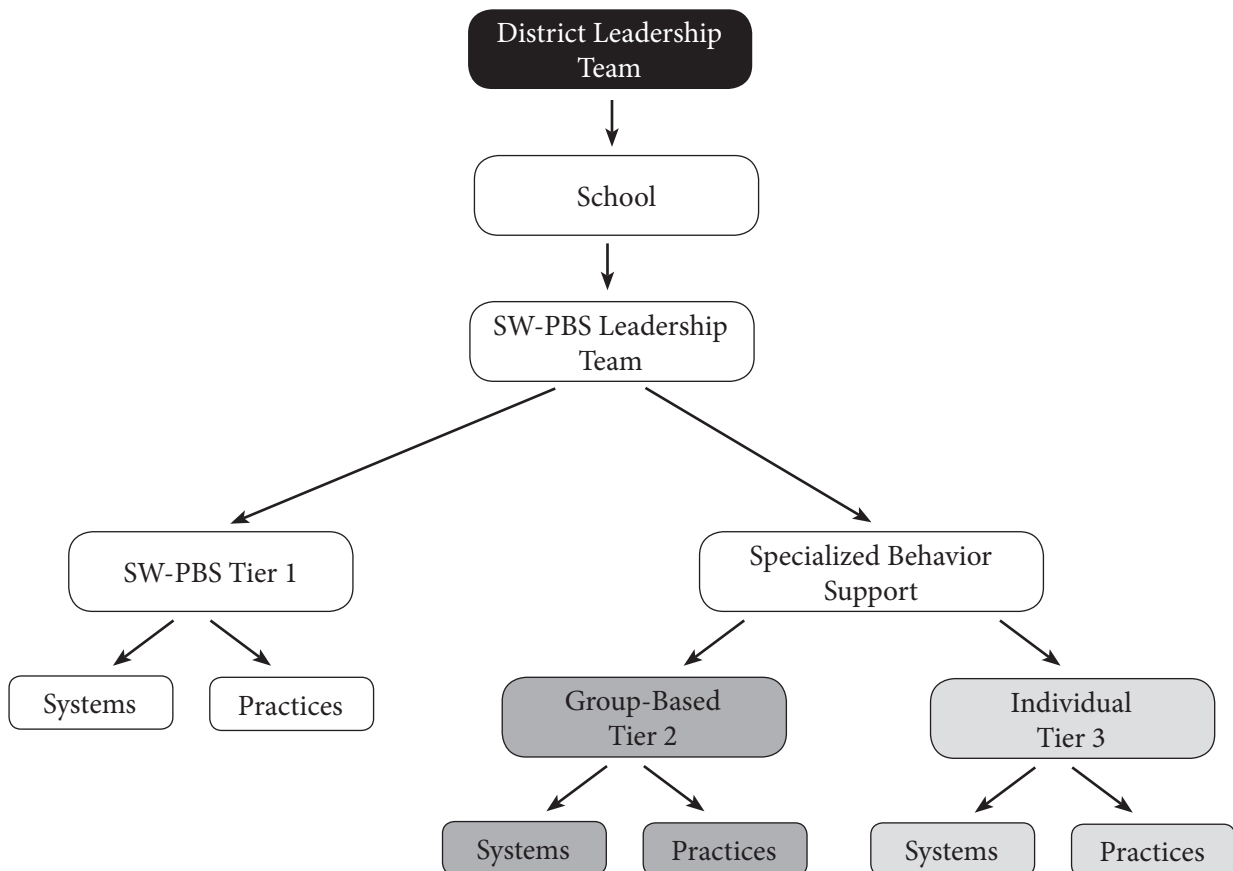 District Leadership
Team
School
SW-PBS Leadership
Team
SW-PBS Tier 1
Specialized Behavior
Support
Systems
Practices
Group-Based
Tier 2
Individual
Tier 3
Systems
Practices
Systems
Practices